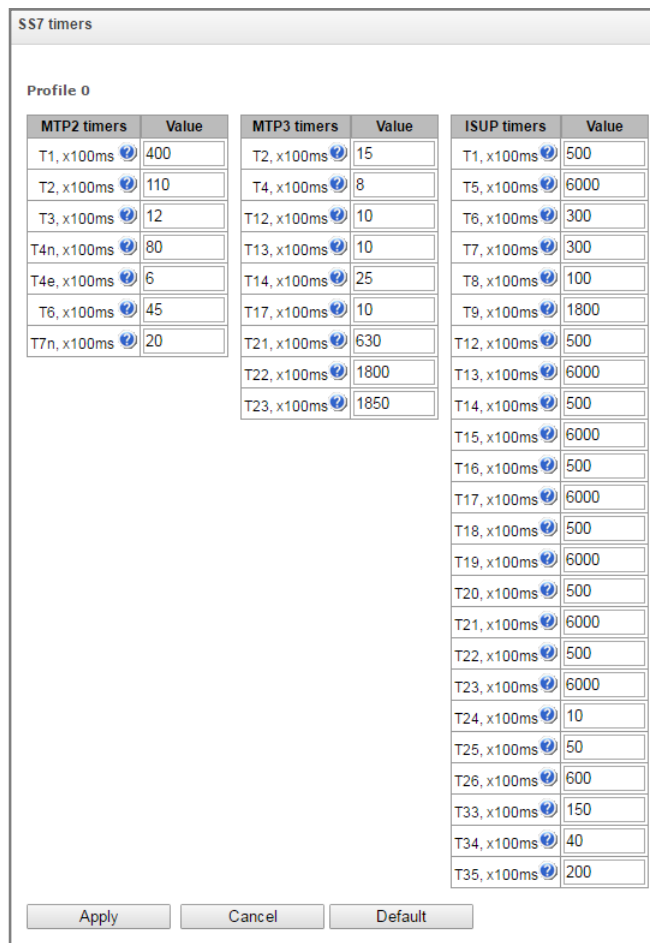 SS7 timers
Profile 0
MTP2 timers Value
T1, x100ms 400
T2, x100ms 110
T3, x100ms 12
T4n, x100ms 80
T4e, x100ms 6
T6, x100ms 45
T7n, x100ms 20
MTP3 timers Value
T2, x100ms 15
T4, x100ms 8
T12, x100ms 10
T13, x100ms 10
T14, x100ms 25
T17, x100ms 10
T21, x100ms 630
T22, x100ms 1800
T23, x100ms 1850
ISUP timers Value
T1, x100ms 500
T5, x100ms 6000
T6, x100ms 300
T7, x100ms 300
T8, x100ms 100
T9, x100ms 1800
T12, x100ms 500
T13, x100ms 6000
T14, x100ms 500
T15, x100ms 6000
T16, x100ms 500
T17, x100ms 6000
T18, x100ms 500
T19, x100ms 6000
T20, x100ms 500
T21, x100ms 6000
T22, x100ms 500
T23, x100ms 6000
T24, x100ms 10
T25, x100ms 50
T26, x100ms 600
T33, x100ms 150
T34, x100ms 40
T35, x100ms 200
Apply Cancel Default